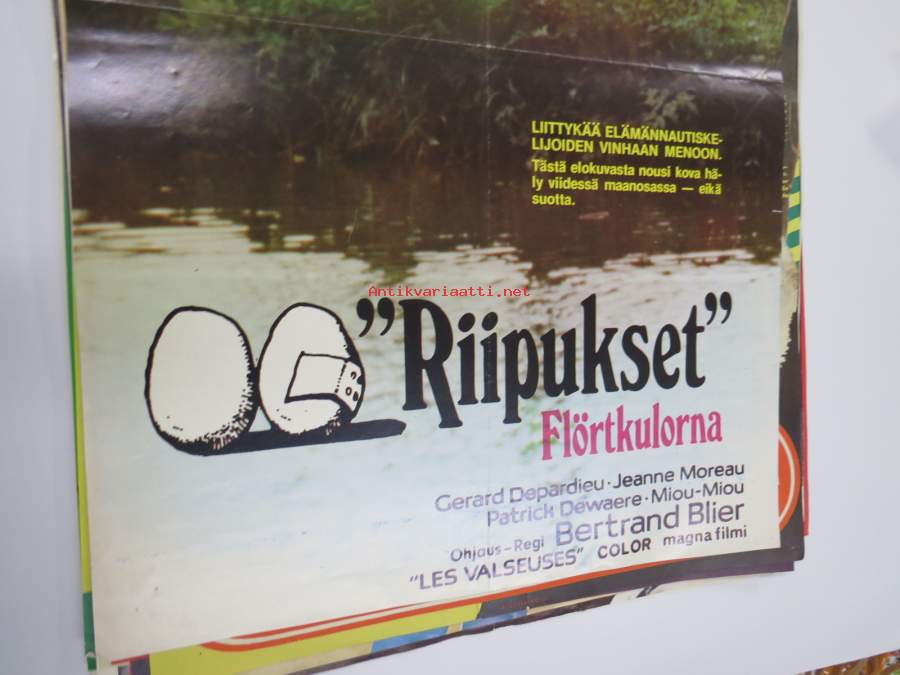 LIITTYKÄÄ ELÄMÄNNAUTISKE-
LIJOIDEN VINHAAN MENOON.
Tästä elokuvasta nousi kova hä-
ly viidessä maanosassa — eikä
suotta.
Antikvariaatti.net
"Riipukset"
Flörtkulorna
Gerard Depardieu · Jeanne Moreau
Patrick Dewaere · Miou-Miou
Ohjaus – Regi Bertrand Blier
"LES VALSEUSES" COLOR magna filmi